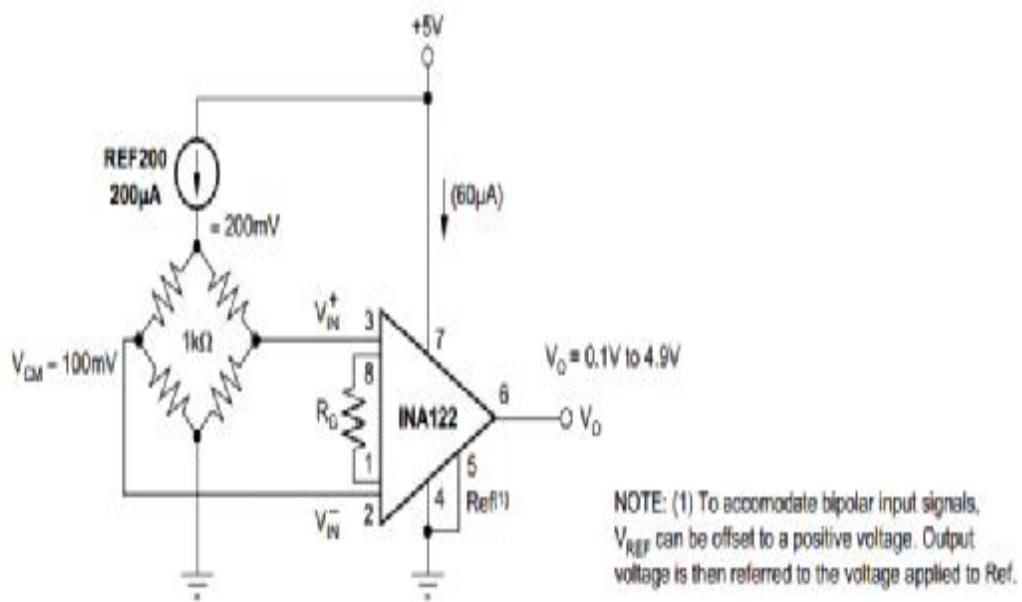 +5V
REF200
200µA
(60µA)
= 200mV
V+IN
3
7
1kΩ
VCM = 100mV
8
VO = 0.1V to 4.9V
6
RG
INA122
VO
1
5
4
Ref(1)
2
V−IN
NOTE: (1) To accomodate bipolar input signals,
VREF can be offset to a positive voltage. Output
voltage is then referred to the voltage applied to Ref.